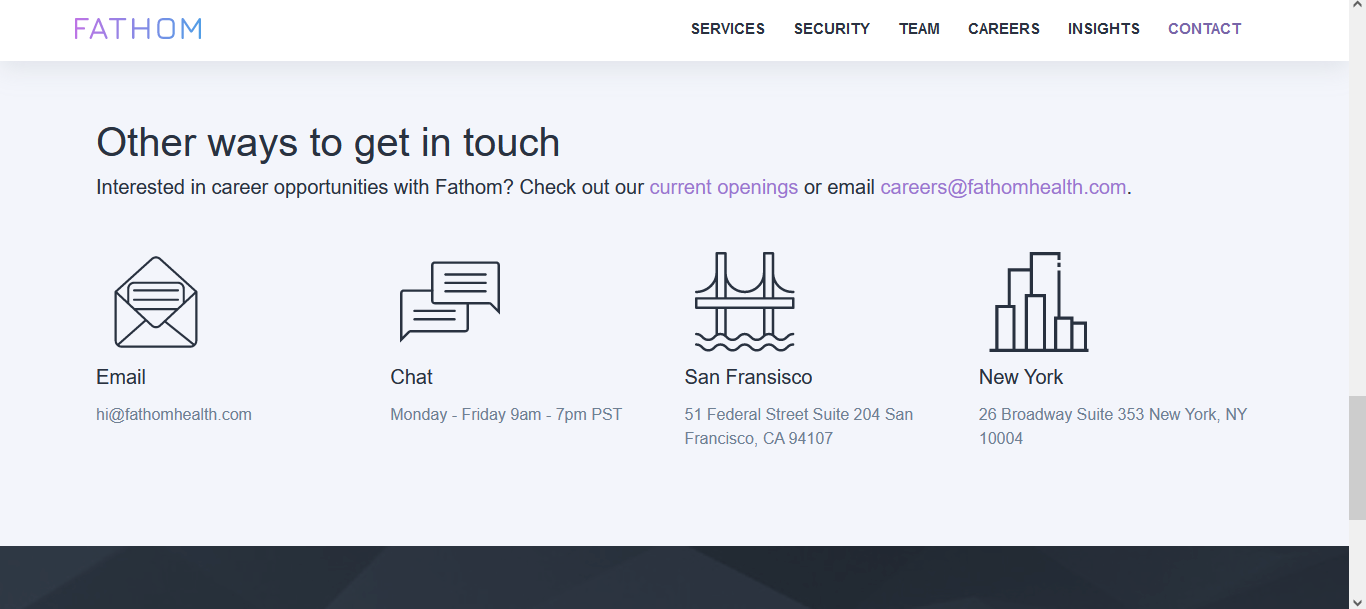 FATHOM
SERVICES SECURITY TEAM CAREERS INSIGHTS CONTACT
Other ways to get in touch
Interested in career opportunities with Fathom? Check out our current openings or email careers@fathomhealth.com.
Email
hi@fathomhealth.com
Chat
Monday - Friday 9am - 7pm PST
San Fransisco
51 Federal Street Suite 204 San
Francisco, CA 94107
New York
26 Broadway Suite 353 New York, NY
10004